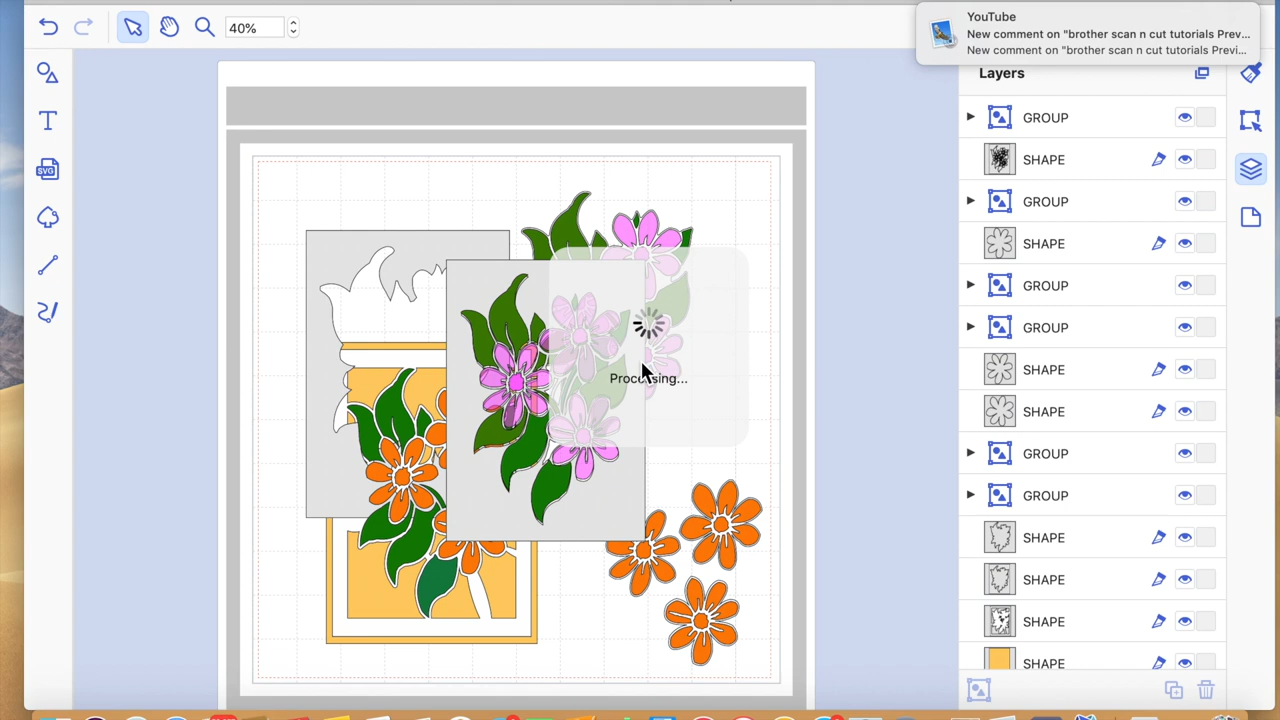 YouTube
New comment on "brother scan n cut tutorials Prev...
New comment on "brother scan n cut tutorials Previ...
40%
T
SVG
Layers
GROUP
SHAPE
GROUP
SHAPE
GROUP
GROUP
SHAPE
SHAPE
GROUP
GROUP
SHAPE
SHAPE
SHAPE
SHAPE
Processing...